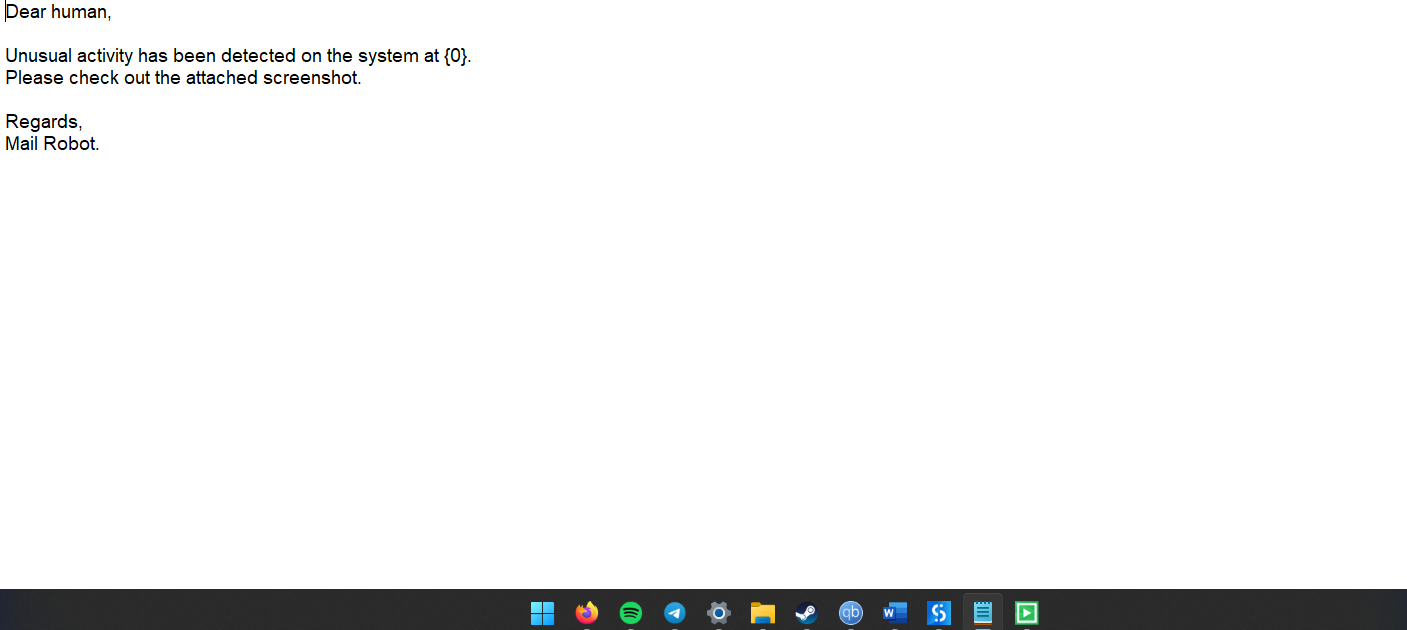 Dear human,
Unusual activity has been detected on the system at {0}.
Please check out the attached screenshot.
Regards,
Mail Robot.
qb
W